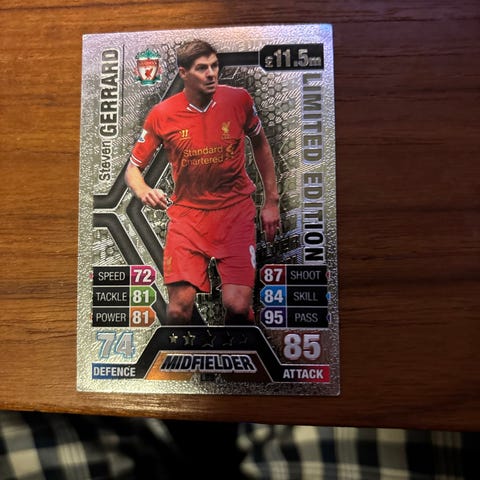 Steven GERRARD
£11.5m
LIMITED EDITION
Standard
Chartered
SPEED 72
TACKLE 81
POWER 81
87 SHOOT
84 SKILL
95 PASS
74
DEFENCE
MIDFIELDER
85
ATTACK